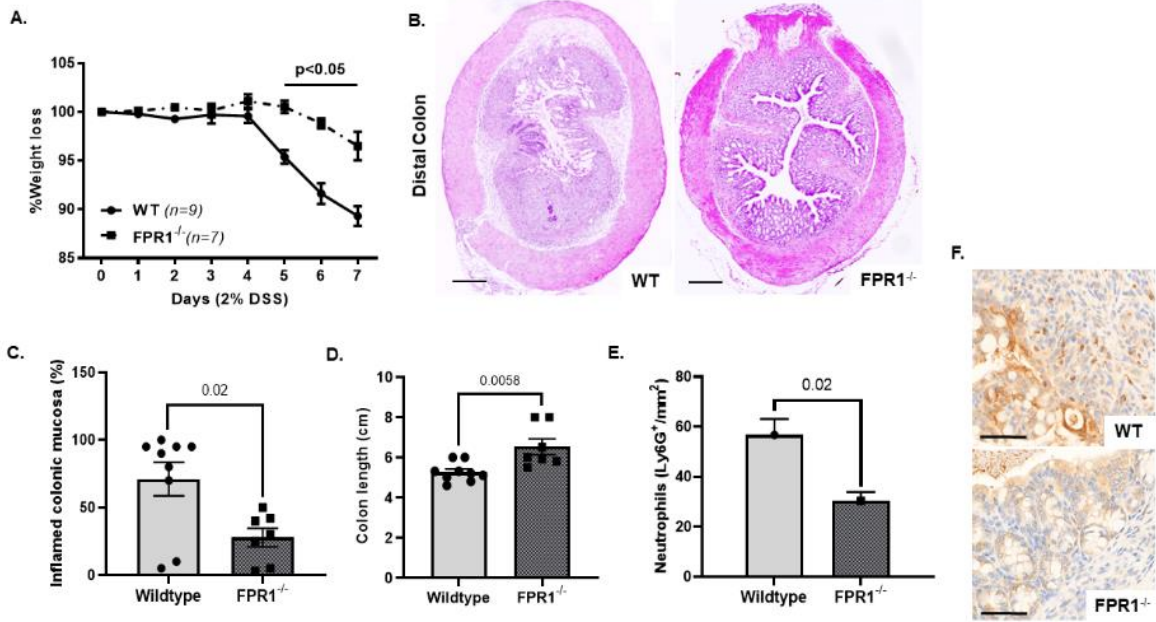 A.
%Weight loss
105
100
95
90
85
p<0.05
WT (n=9)
FPR1-/- (n=7)
0 1 2 3 4 5 6 7
Days (2% DSS)
B.
Distal Colon
WT
FPR1-/-
C.
Inflamed colonic mucosa (%)
150
100
50
0
0.02
Wildtype FPR1-/-
D.
Colon length (cm)
10
8
6
4
2
0
0.0058
Wildtype FPR1-/-
E.
Neutrophils (Ly6G+/mm2)
80
60
40
20
0
0.02
Wildtype FPR1-/-
F.
WT
FPR1-/-